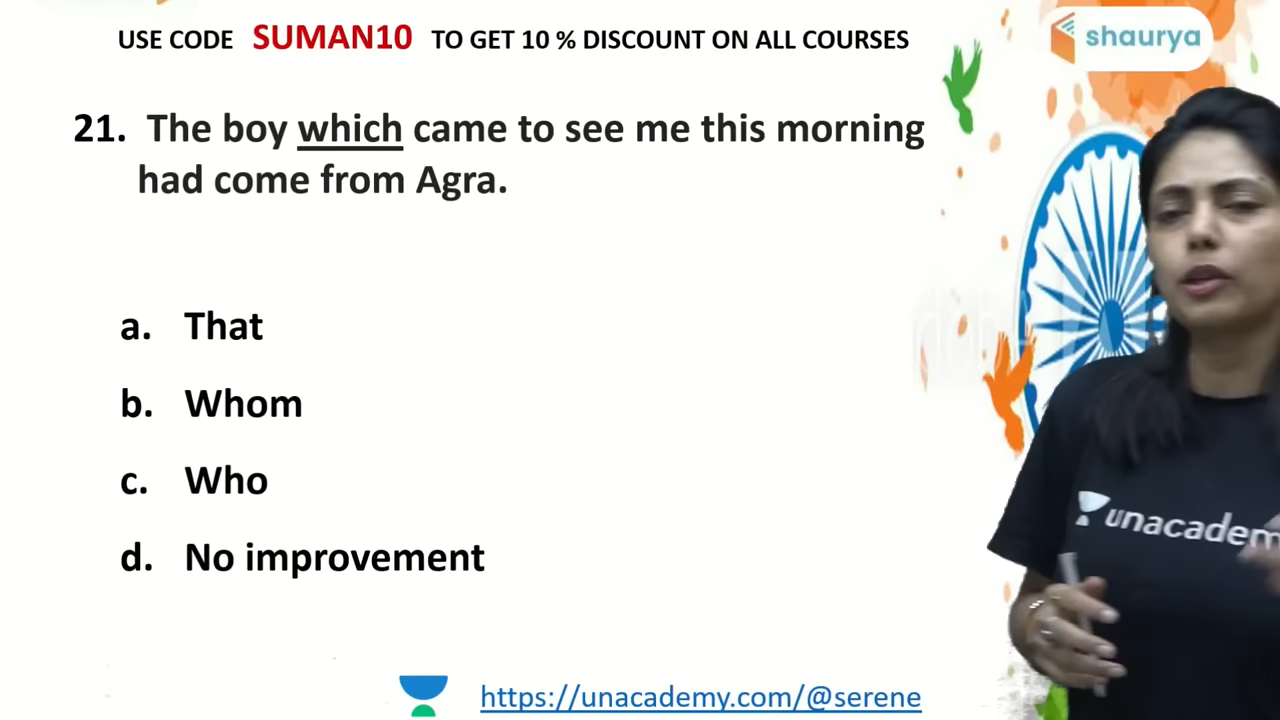 USE CODE SUMAN10 TO GET 10 % DISCOUNT ON ALL COURSES
shaurya
21. The boy which came to see me this morning
had come from Agra.
a. That
b. Whom
c. Who
d. No improvement
unacadem
https://unacademy.com/@serene